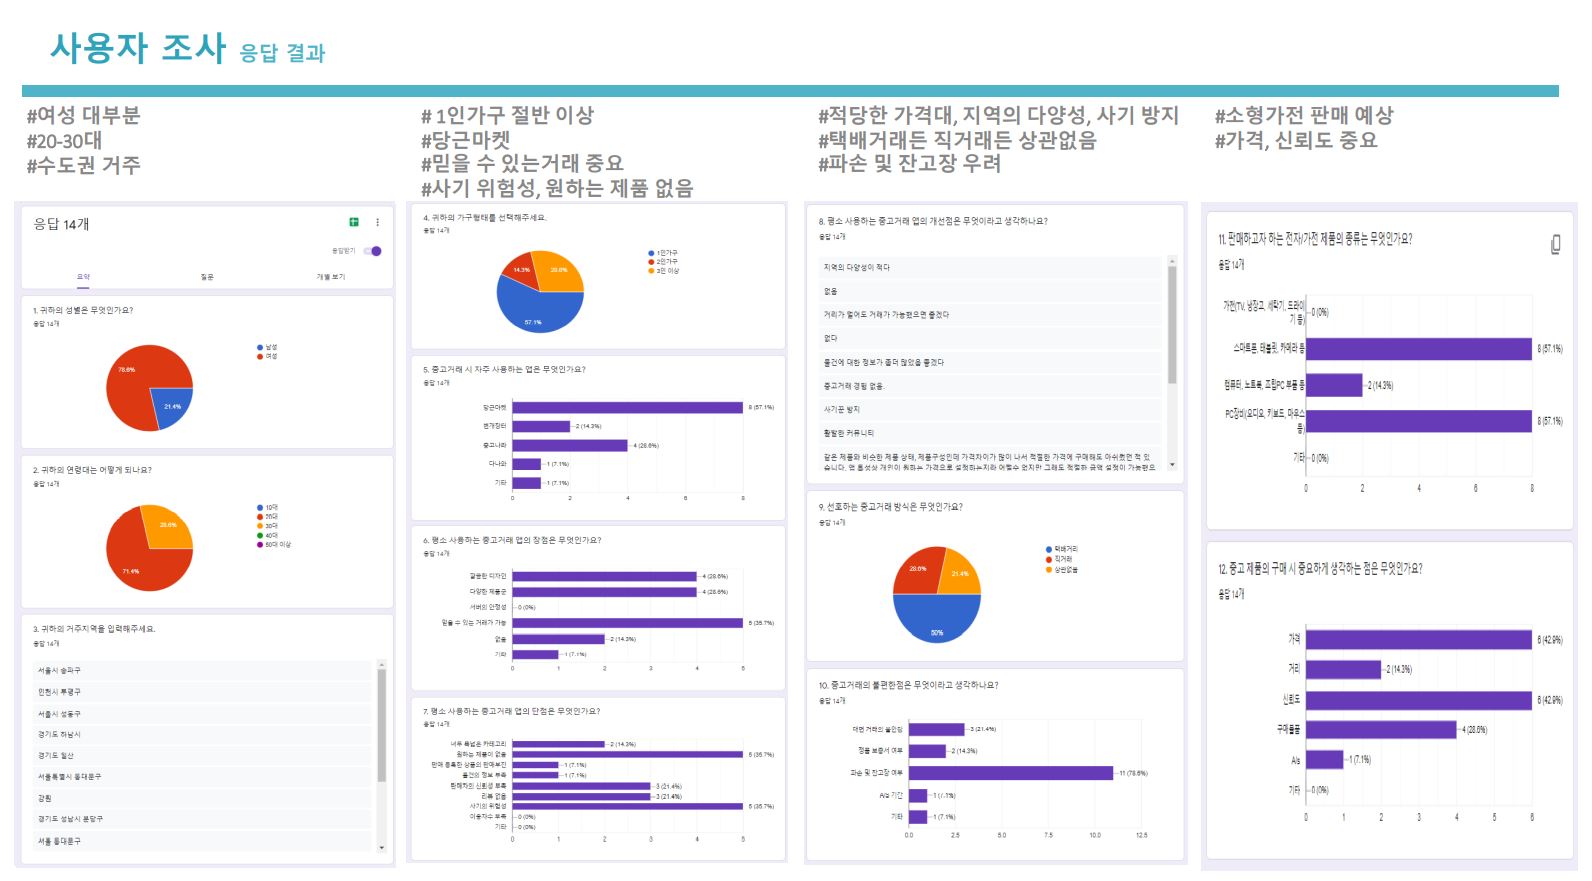 사용자 조사 응답 결과
#여성 대부분
#20-30대
#수도권 거주
응답 14개
응답받기
요약
질문
개별 보기
1. 귀하의 성별은 무엇인가요?
응답 14개
남성
여성
78.6%
21.4%
2. 귀하의 연령대는 어떻게 되나요?
응답 14개
10대
20대
30대
40대
50대 이상
28.6%
71.4%
3. 귀하의 거주지역을 입력해주세요.
응답 14개
서울시 송파구
인천시 부평구
서울시 성동구
경기도 하남시
경기도 일산
서울특별시 동대문구
강원
경기도 성남시 분당구
서울 동대문구
# 1인가구 절반 이상
#당근마켓
#믿을 수 있는거래 중요
#사기 위험성, 원하는 제품 없음
4. 귀하의 가구형태를 선택해주세요.
응답 14개
1인가구
2인가구
3인 이상
14.3%
28.6%
57.1%
5. 중고거래 시 자주 사용하는 앱은 무엇인가요?
응답 14개
당근마켓 8 (57.1%)
번개장터 2 (14.3%)
중고나라 4 (28.6%)
다나와 1 (7.1%)
기타 1 (7.1%)
0 2 4 6 8
6. 평소 사용하는 중고거래 앱의 장점은 무엇인가요?
응답 14개
깔끔한 디자인 4 (28.6%)
다양한 제품군 4 (28.6%)
서버의 안정성 0 (0%)
믿을 수 있는 거래가 가능 5 (35.7%)
없음 2 (14.3%)
기타 1 (7.1%)
0 1 2 3 4 5
7. 평소 사용하는 중고거래 앱의 단점은 무엇인가요?
응답 14개
너무 폭넓은 카테고리 2 (14.3%)
원하는 제품이 없음 5 (35.7%)
판매 등록한 상품의 판매부진 1 (7.1%)
물건의 정보 부족 1 (7.1%)
판매자의 신뢰성 부족 3 (21.4%)
리뷰 없음 3 (21.4%)
사기의 위험성 5 (35.7%)
이용자수 부족 0 (0%)
기타 0 (0%)
0 1 2 3 4 5
#적당한 가격대, 지역의 다양성, 사기 방지
#택배거래든 직거래든 상관없음
#파손 및 잔고장 우려
8. 평소 사용하는 중고거래 앱의 개선점은 무엇이라고 생각하나요?
응답 14개
지역의 다양성이 적다
없음
거리가 멀어도 거래가 가능했으면 좋겠다
없다
물건에 대한 정보가 좀더 많았음 좋겠다
중고거래 경험 없음.
사기꾼 방지
활발한 커뮤니티
같은 제품와 비슷한 제품 상태, 제품구성인데 가격차이가 많이 나서 적절한 가격에 구매해도 아쉬웠던 적 있
습니다. 앱 특성상 개인이 원하는 가격으로 설정하는지라 어쩔수 없지만 그래도 적절한 금액 설정이 가능했으
9. 선호하는 중고거래 방식은 무엇인가요?
응답 14개
택배거리
직거래
상관없음
28.6%
21.4%
50%
10. 중고거래의 불편한점은 무엇이라고 생각하나요?
응답 14개
대면 거래의 불안감 3 (21.4%)
정품 보증서 여부 2 (14.3%)
파손 및 잔고장 여부 11 (78.6%)
A/s 기간 1 (7.1%)
기타 1 (7.1%)
0.0 2.5 5.0 7.5 10.0 12.5
#소형가전 판매 예상
#가격, 신뢰도 중요
11. 판매하고자 하는 전자/가전 제품의 종류는 무엇인가요?
응답 14개
가전(TV, 냉장고, 세탁기, 드라이
기 등) 0 (0%)
스마트폰, 태블릿, 카메라 등 8 (57.1%)
컴퓨터, 노트북, 조립PC 부품 등 2 (14.3%)
PC장비(오디오, 키보드, 마우스
등) 8 (57.1%)
기타 0 (0%)
0 2 4 6 8
12. 중고 제품의 구매 시 중요하게 생각하는 점은 무엇인가요?
응답 14개
가격 6 (42.9%)
거리 2 (14.3%)
신뢰도 6 (42.9%)
구매물품 4 (28.6%)
A/s 1 (7.1%)
기타 0 (0%)
0 1 2 3 4 5 6